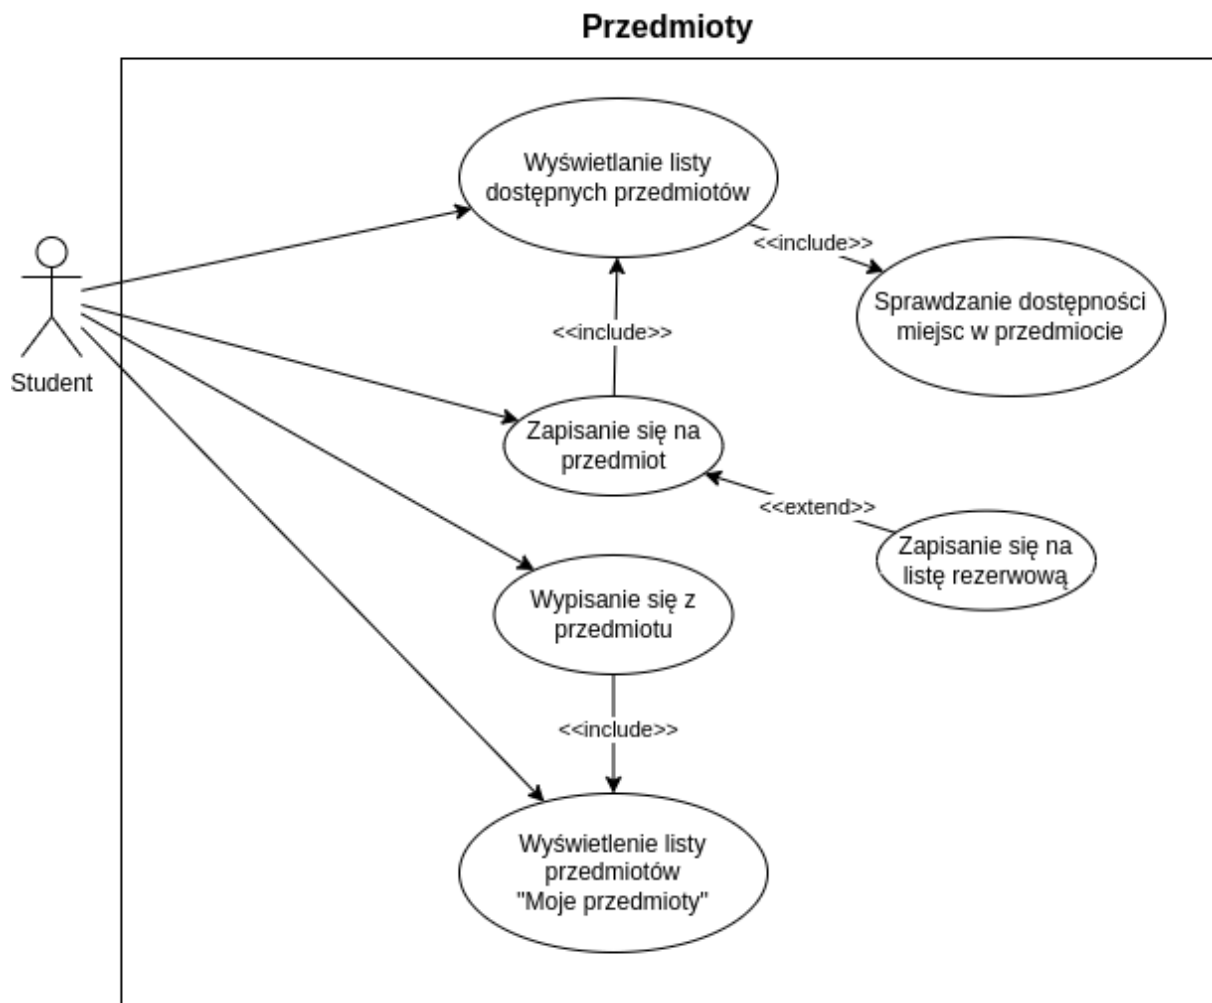 Przedmioty
Wyświetlanie listy
dostępnych przedmiotów
<<include>>
Sprawdzanie dostępności
miejsc w przedmiocie
<<include>>
Student
Zapisanie się na
przedmiot
<<extend>>
Zapisanie się na
listę rezerwową
Wypisanie się z
przedmiotu
<<include>>
Wyświetlenie listy
przedmiotów
"Moje przedmioty"